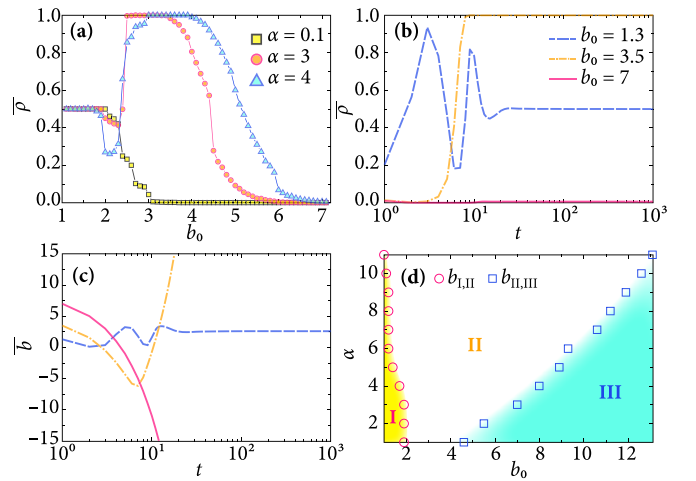 (a)
α = 0.1
α = 3
α = 4
1.0
0.8
0.6
0.4
0.2
0.0
ρ̅
1 2 3 4 5 6 7
b₀
(b)
b₀ = 1.3
b₀ = 3.5
b₀ = 7
1.0
0.8
0.6
0.4
0.2
0.0
ρ̅
10⁰ 10¹ 10² 10³
t
(c)
15
10
5
0
−5
−10
−15
b̅
10⁰ 10¹ 10² 10³
t
(d) b_I,II b_II,III
10
8
6
4
2
α
I
II
III
2 4 6 8 10 12
b₀